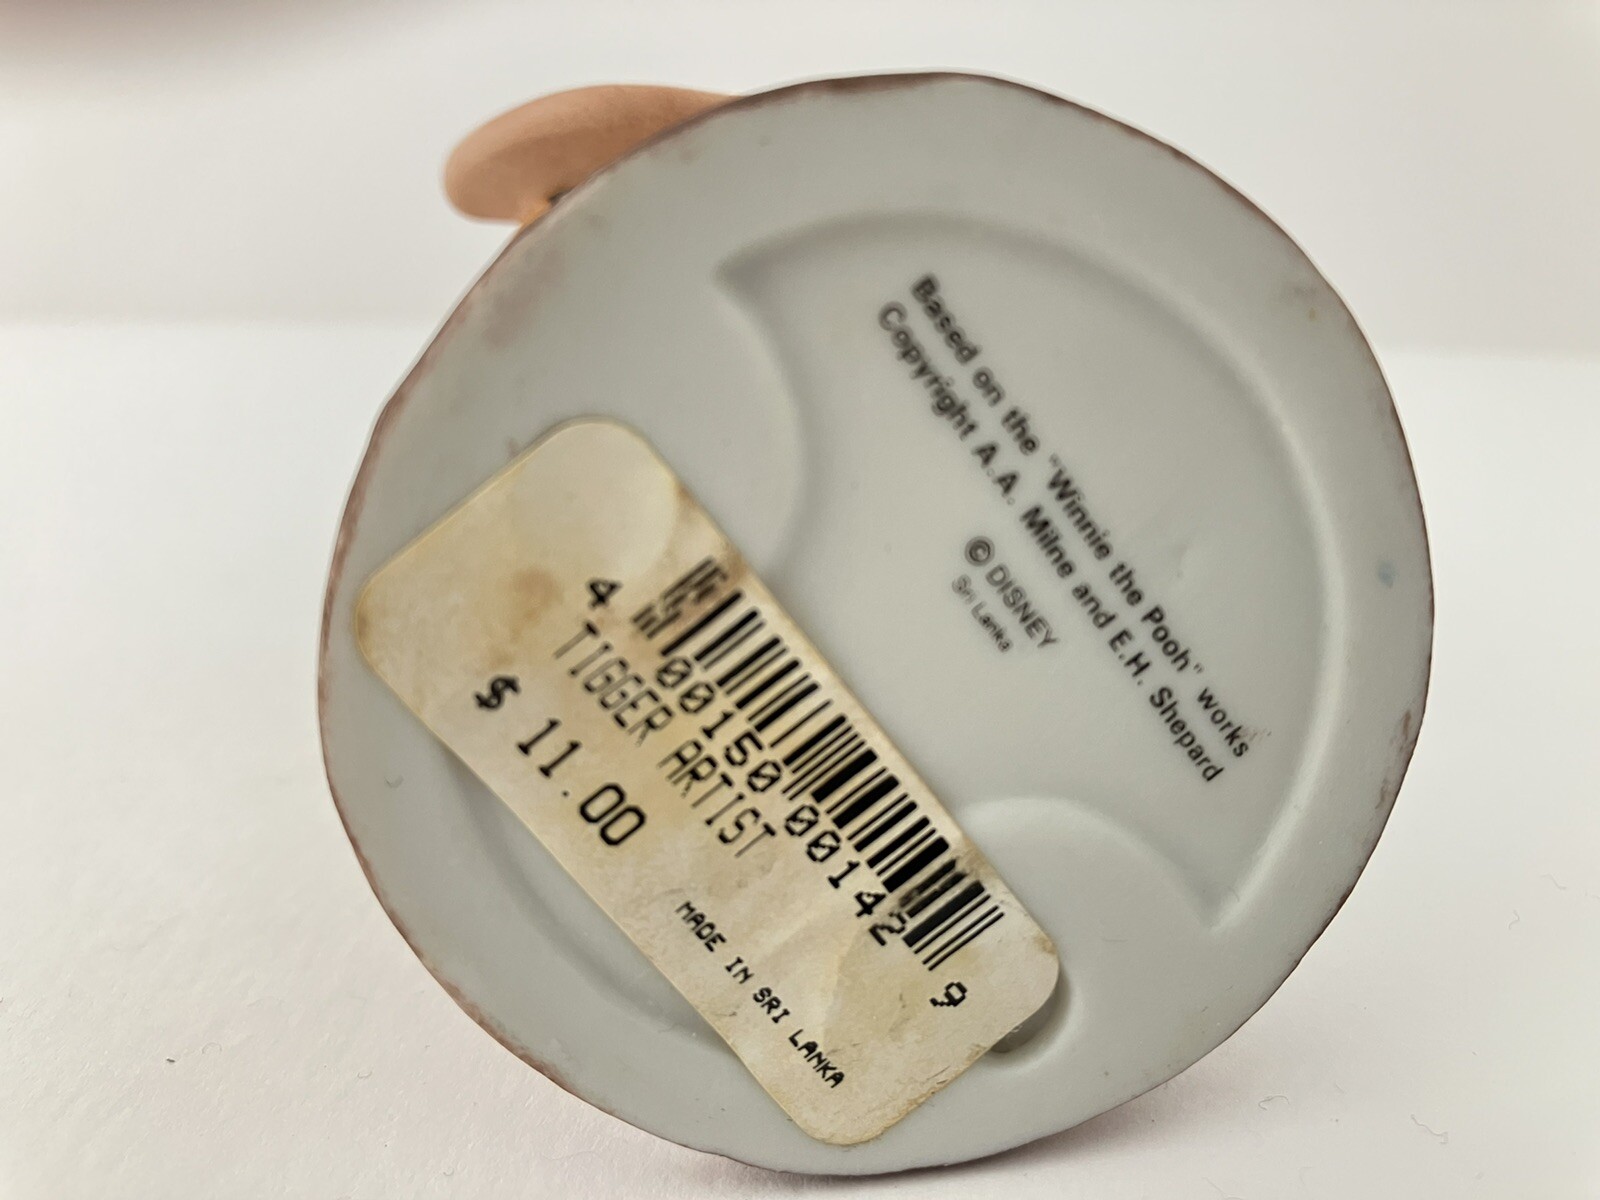 Based on the "Winnie the Pooh" works
Copyright A.A. Milne and E.H. Shepard
© DISNEY
Sri Lanka
4 00150 00142 9
TIGGER ARTIST
$ 11.00
MADE IN SRI LANKA